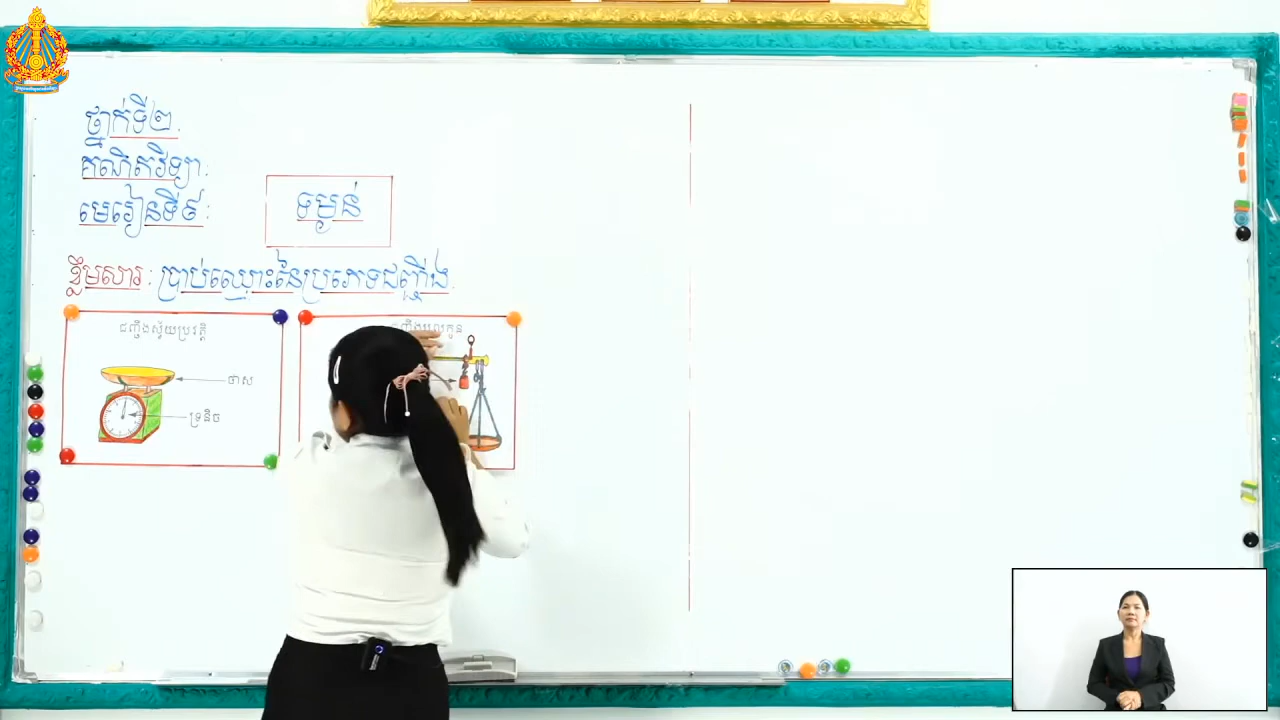 ថ្នាក់ទី២.
គណិតវិទ្យា:
មេរៀនទី៩:
ទម្ងន់
ខ្លឹមសារ : ប្រាប់ឈ្មោះនៃប្រភេទជញ្ជីង.
ជញ្ជីងស្វ័យប្រវត្តិ
ថាស
ទ្រនិច